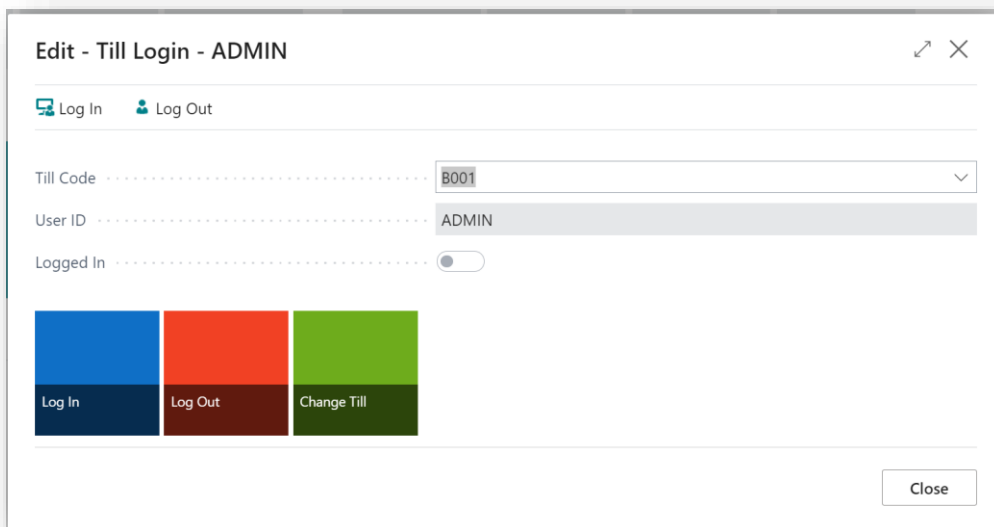 Edit - Till Login - ADMIN
Log In Log Out
Till Code B001
User ID ADMIN
Logged In
Log In Log Out Change Till
Close